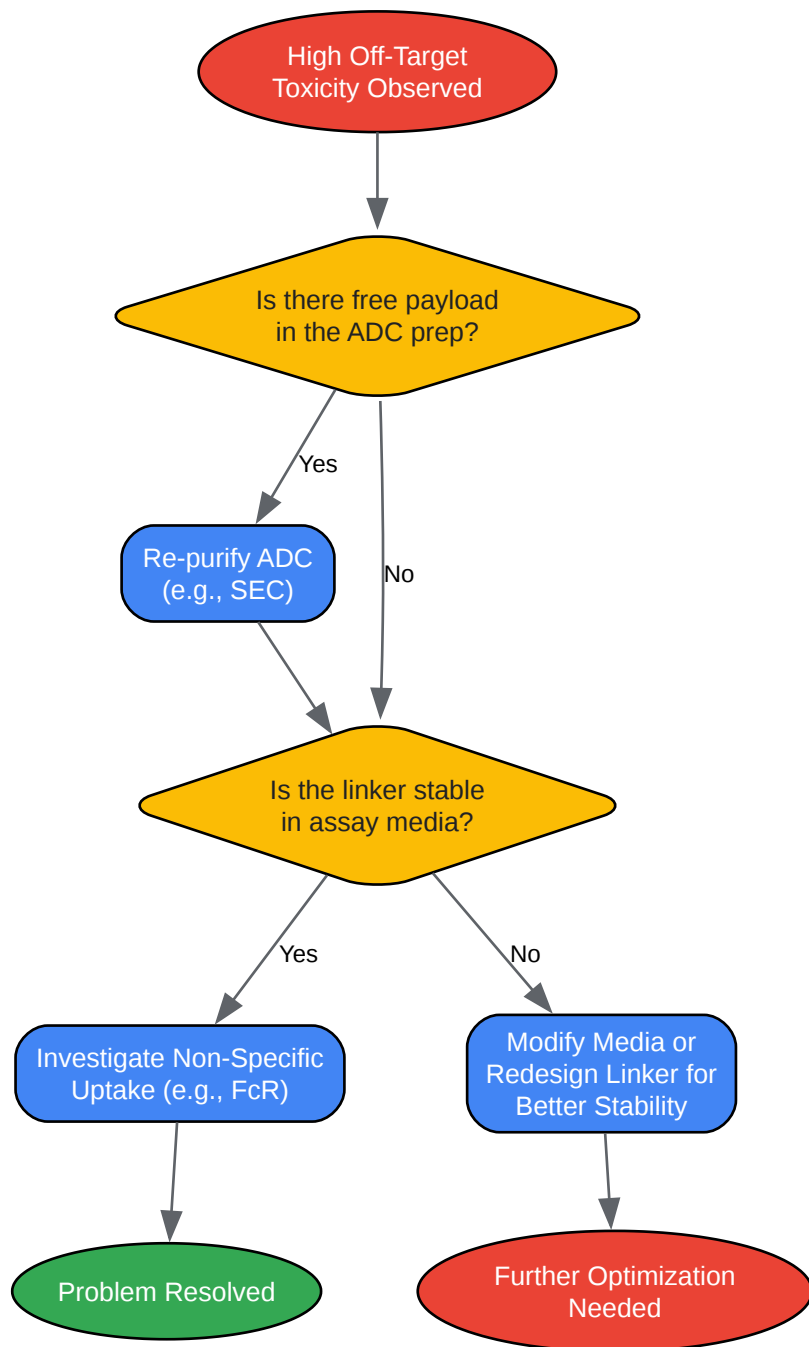 High Off-Target
Toxicity Observed
Is there free payload
in the ADC prep?
Yes
Re-purify ADC
(e.g., SEC)
No
Is the linker stable
in assay media?
Yes
No
Investigate Non-Specific
Uptake (e.g., FcR)
Modify Media or
Redesign Linker for
Better Stability
Problem Resolved
Further Optimization
Needed